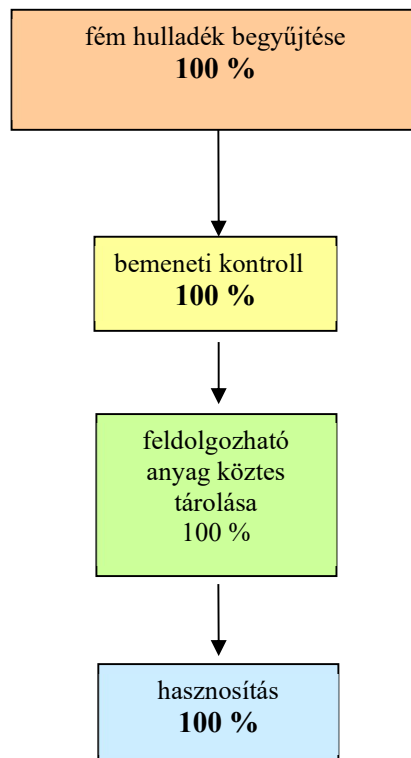 fém hulladék begyűjtése
100 %
bemeneti kontroll
100 %
feldolgozható
anyag köztes
tárolása
100 %
hasznosítás
100 %